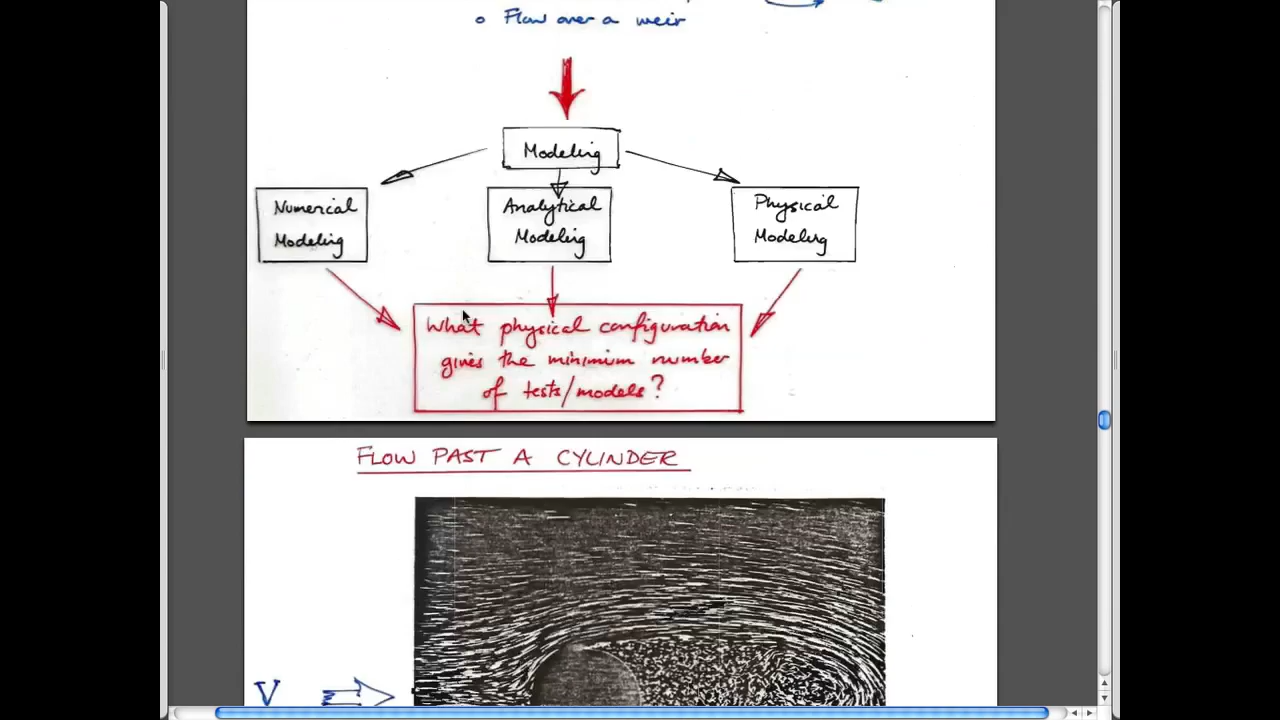 o Flow over a weir
Modeling
Numerical
Modeling
Analytical
Modeling
Physical
Modeling
What physical configuration
gives the minimum number
of tests/models?
FLOW PAST A CYLINDER
V